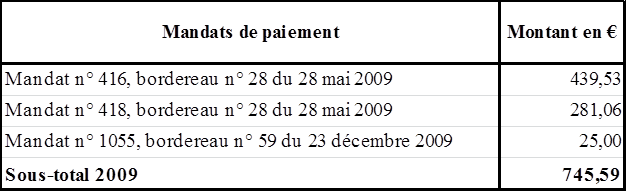 Mandats de paiement Montant en €
Mandat n° 416, bordereau n° 28 du 28 mai 2009 439,53
Mandat n° 418, bordereau n° 28 du 28 mai 2009 281,06
Mandat n° 1055, bordereau n° 59 du 23 décembre 2009 25,00
Sous-total 2009 745,59